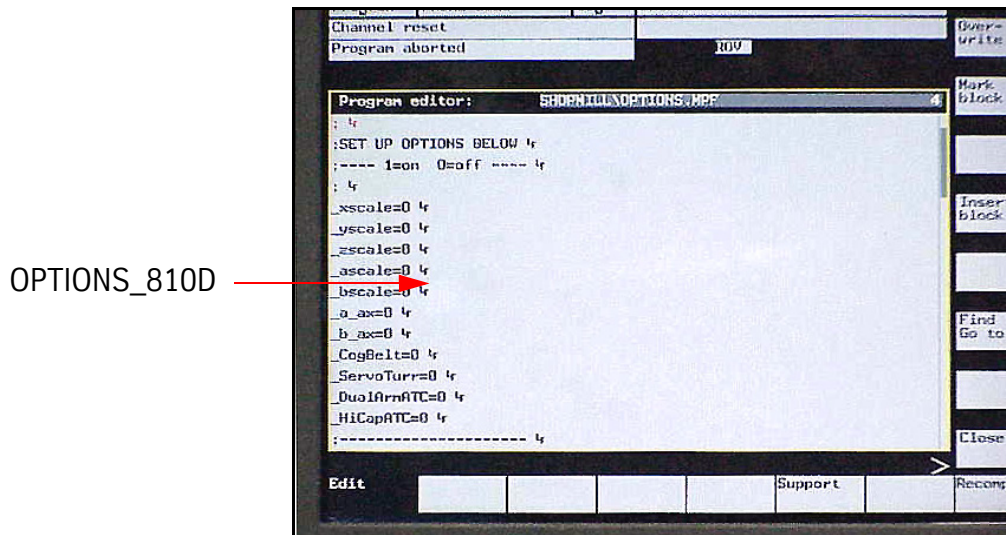 Channel reset
Program aborted
ROV
Over-
write
Mark
block
Program editor: SHOPMILL\OPTIONS.MPF 4
;
;SET UP OPTIONS BELOW
;---- 1=on 0=off ----
;
_xscale=0
_yscale=0
_zscale=0
_ascale=0
_bscale=0
_a_ax=0
_b_ax=0
_CogBelt=0
_ServoTurr=0
_DualArmATC=0
_HiCapATC=0
;----------------------
OPTIONS_810D
Inser
block
Find
Go to
Close
>
Edit
Support
Recomp